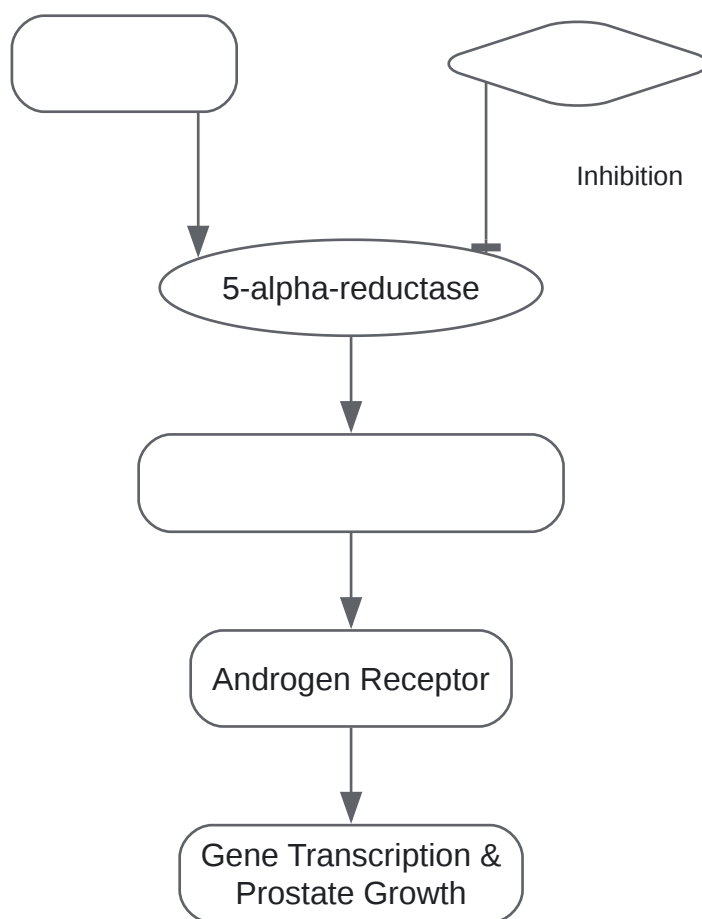 Inhibition
5-alpha-reductase
Androgen Receptor
Gene Transcription &
Prostate Growth